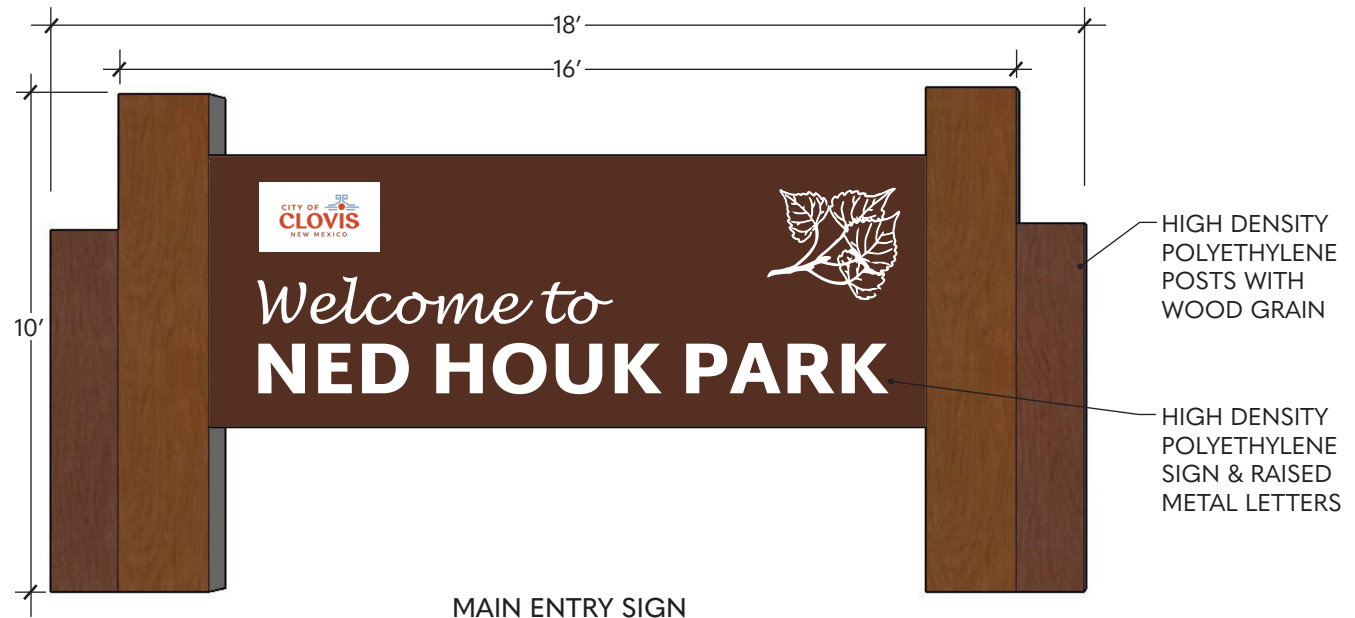 18’
16’
10’
CITY OF
CLOVIS
NEW MEXICO
Welcome to
NED HOUK PARK
HIGH DENSITY
POLYETHYLENE
POSTS WITH
WOOD GRAIN
HIGH DENSITY
POLYETHYLENE
SIGN & RAISED
METAL LETTERS
MAIN ENTRY SIGN